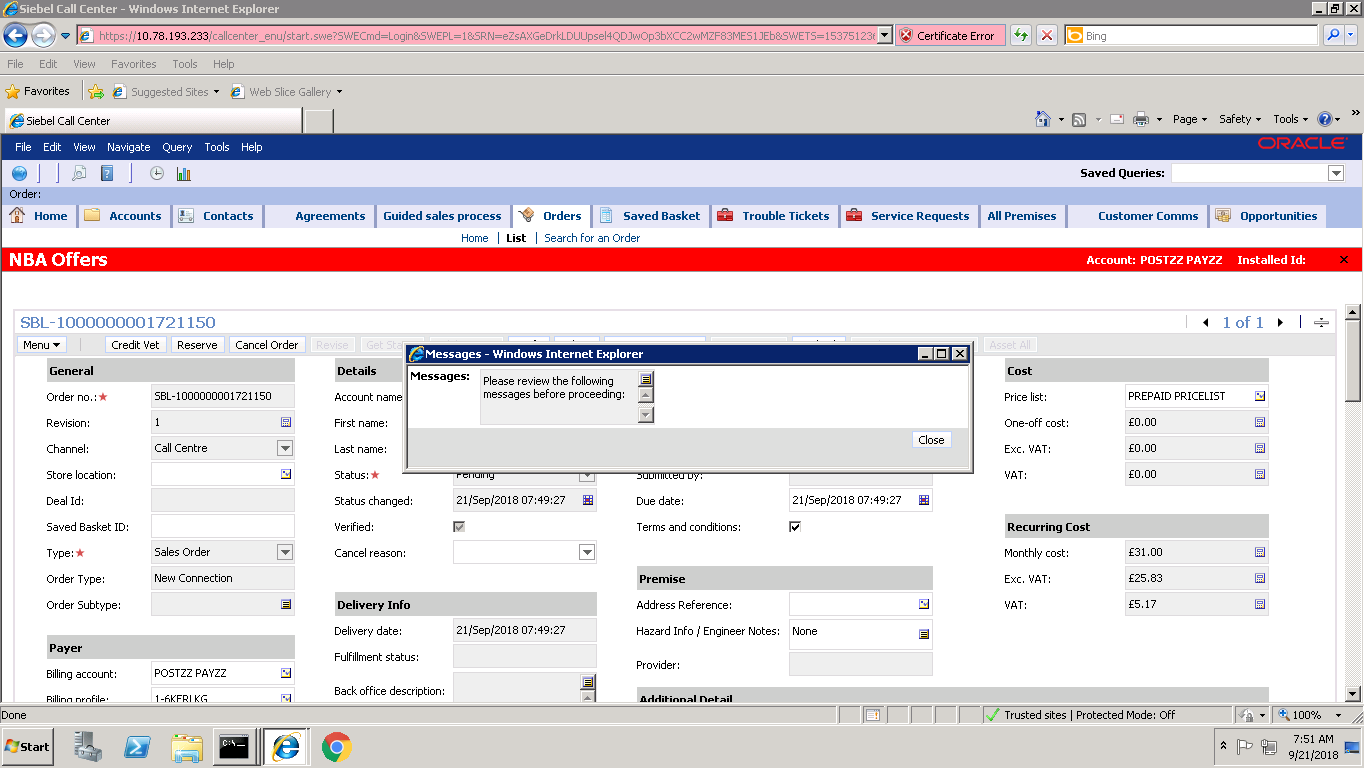 Siebel Call Center - Windows Internet Explorer
https://10.78.193.233/callcenter_enu/start.swe?SWECmd=Login&SWEPL=1&SRN=
Certificate Error
Bing
File Edit View Favorites Tools Help
Favorites Suggested Sites Web Slice Gallery
Siebel Call Center
Page Safety Tools »
File Edit View Navigate Query Tools Help
ORACLE
Saved Queries:
Order:
Home Accounts Contacts Agreements Guided sales process Orders Saved Basket Trouble Tickets Service Requests All Premises Customer Comms Opportunities
Home List Search for an Order
NBA Offers Account: POSTZZ PAYZZ Installed Id:
SBL-1000000001721150 1 of 1
Menu Credit Vet Reserve Cancel Order Revise Asset All
Messages - Windows Internet Explorer
Messages: Please review the following
messages before proceeding:
Close
General Details Cost
Order no.:★ SBL-1000000001721150 Account name Price list: PREPAID PRICELIST
Revision: 1 First name: One-off cost: £0.00
Channel: Call Centre Last name: Exc. VAT: £0.00
Store location: Status:★ Pending Submitted by: VAT: £0.00
Deal Id: Status changed: 21/Sep/2018 07:49:27 Due date: 21/Sep/2018 07:49:27
Saved Basket ID: Verified: Terms and conditions: Recurring Cost
Type:★ Sales Order Cancel reason: Monthly cost: £31.00
Order Type: New Connection Premise Exc. VAT: £25.83
Order Subtype: Delivery Info Address Reference: VAT: £5.17
Delivery date: 21/Sep/2018 07:49:27 Hazard Info / Engineer Notes: None
Payer Fulfillment status: Provider:
Billing account: POSTZZ PAYZZ Back office description:
Billing profile: 1-6KERLKG Additional Detail
Done Trusted sites | Protected Mode: Off 100%
Start 7:51 AM
9/21/2018